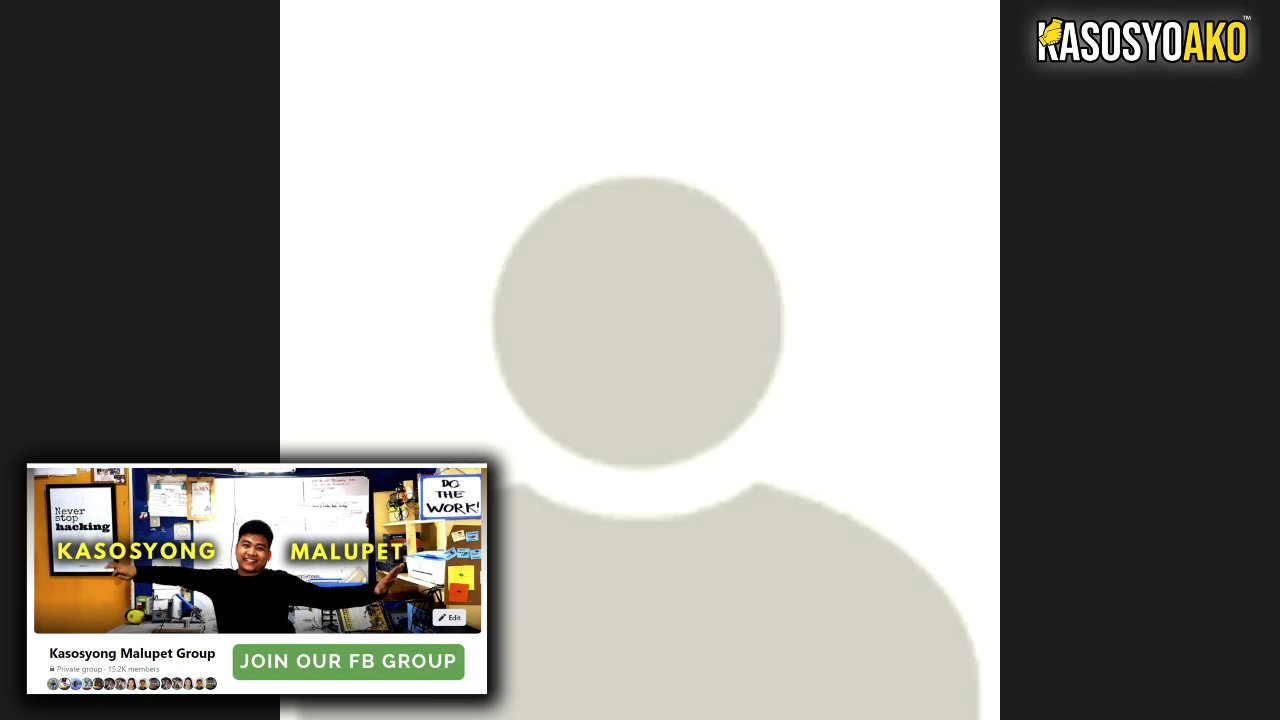 KASOSYOAKO™
Never
stop
hacking
DO
THE
WORK!
KASOSYONG MALUPET
Edit
Kasosyong Malupet Group
Private group · 15.2K members
JOIN OUR FB GROUP